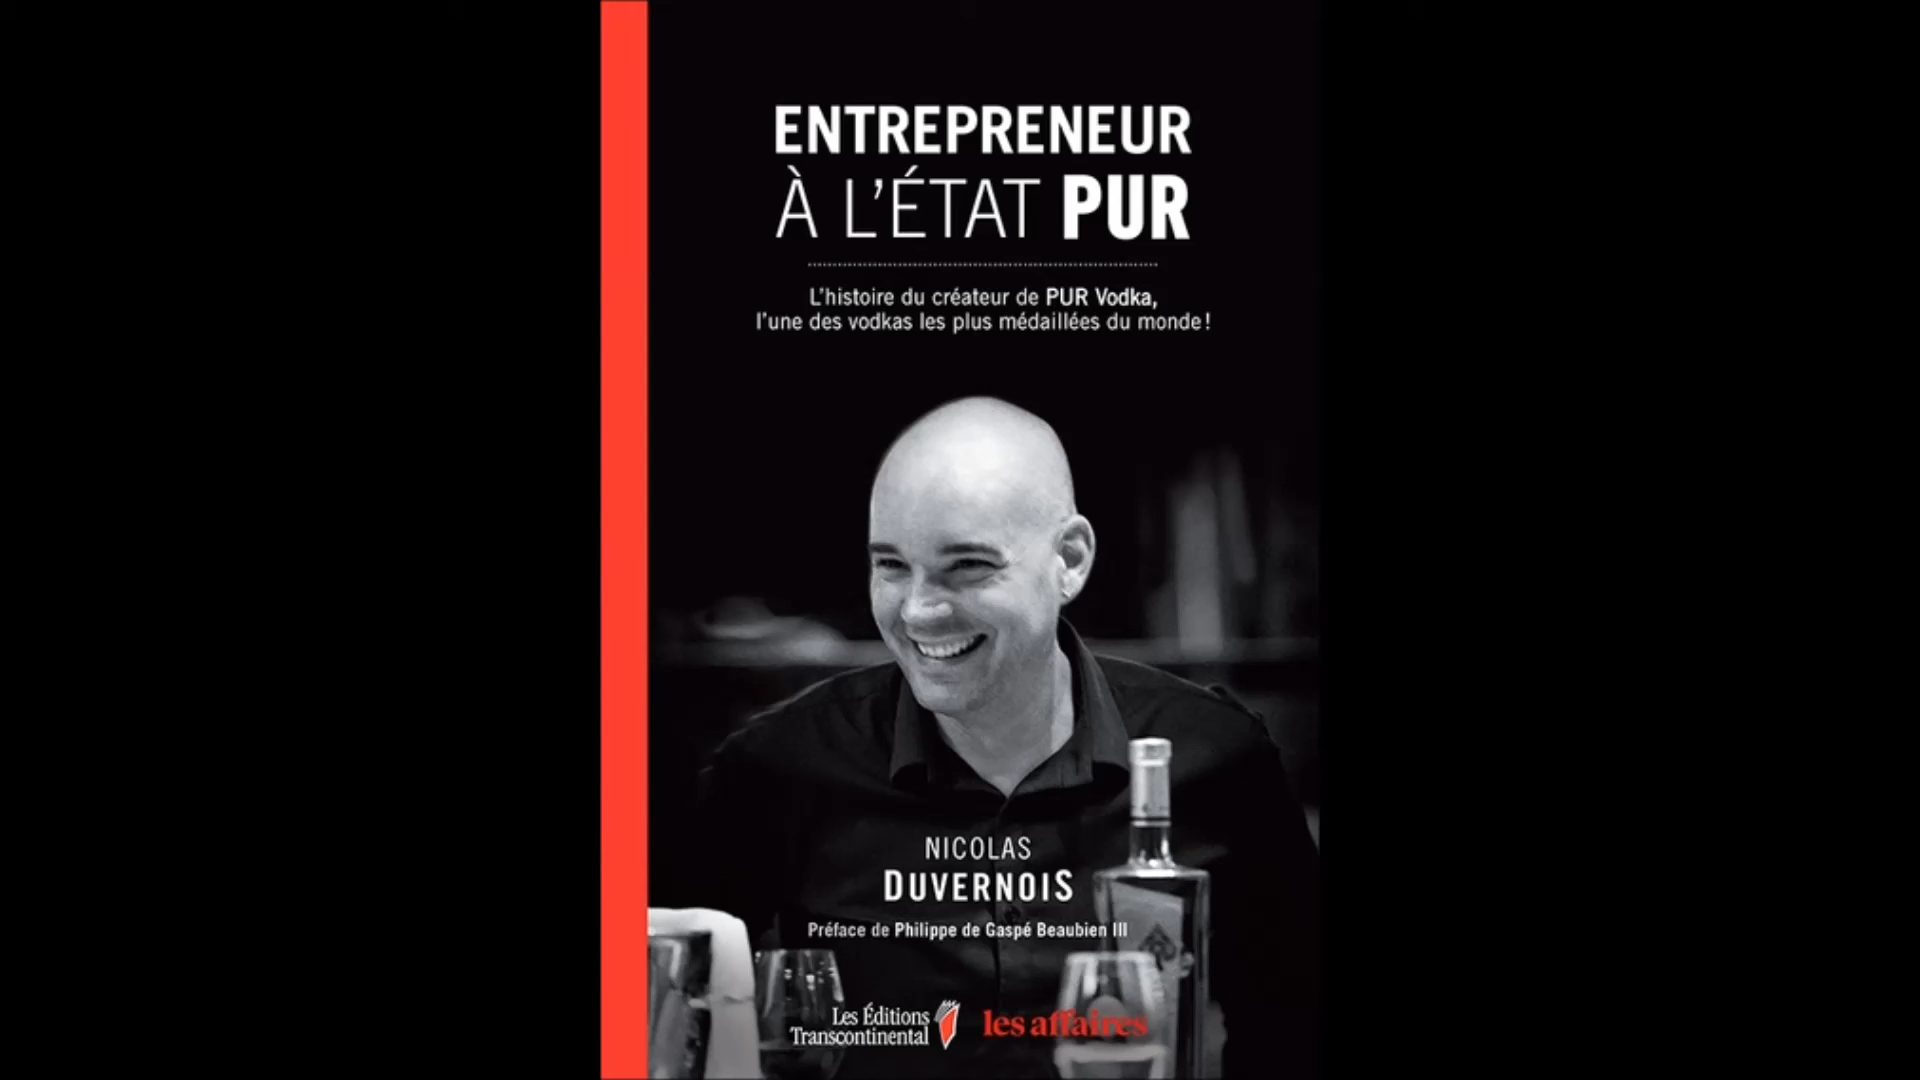 ENTREPRENEUR
À L'ÉTAT PUR
L'histoire du créateur de PUR Vodka,
l'une des vodkas les plus médaillées du monde!
NICOLAS
DUVERNOIS
Préface de Philippe de Gaspé Beaubien III
Les Éditions
Transcontinental
les affaires